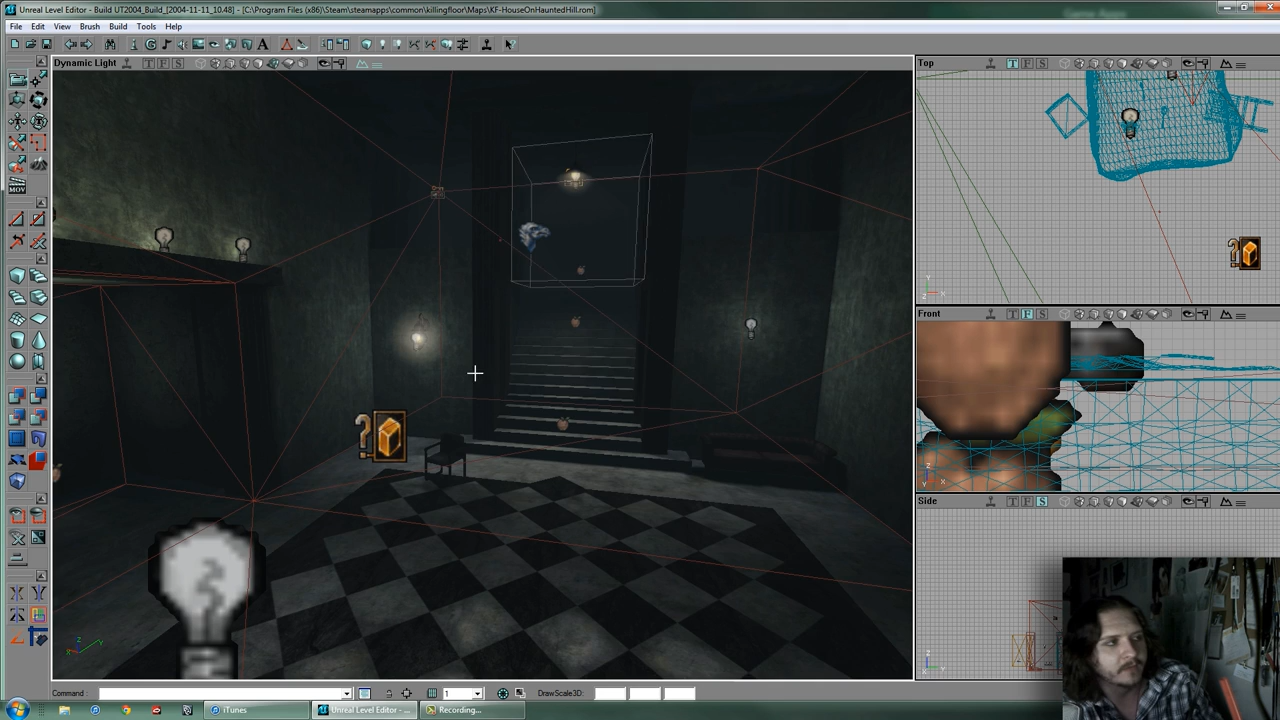 Unreal Level Editor - Build UT2004_Build_[2004-11-11_10.48] - [C:\Program Files (x86)\Steam\steamapps\common\killingfloor\Maps\KF-HouseOnHauntedHill.rom]
File Edit View Brush Build Tools Help
Dynamic Light T F S
Top T F S
MOV
Front T F S
Side T F S
Command : 1 DrawScale3D:
iTunes Unreal Level Editor - ... Recording...